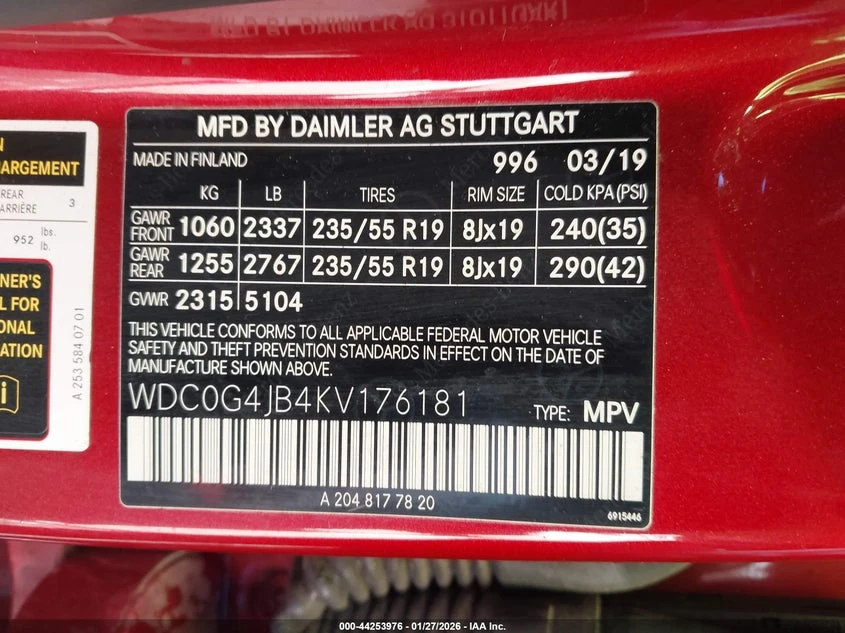 MFD BY DAIMLER AG STUTTGART
MADE IN FINLAND 996 03/19
KG LB TIRES RIM SIZE COLD KPA(PSI)
GAWR FRONT 1060 2337 235/55 R19 8Jx19 240(35)
GAWR REAR 1255 2767 235/55 R19 8Jx19 290(42)
GVWR 2315 5104
THIS VEHICLE CONFORMS TO ALL APPLICABLE FEDERAL MOTOR VEHICLE
SAFETY AND THEFT PREVENTION STANDARDS IN EFFECT ON THE DATE OF
MANUFACTURE SHOWN ABOVE.
WDC0G4JB4KV176181 TYPE: MPV
A 204 817 78 20
6915446
ARGEMENT
REAR
ARRIÈRE 3
952 lbs.
lb.
NER'S
L FOR
ONAL
ATION
i
A 253 584 07 01
000-44253976 - 01/27/2026 - IAA Inc.